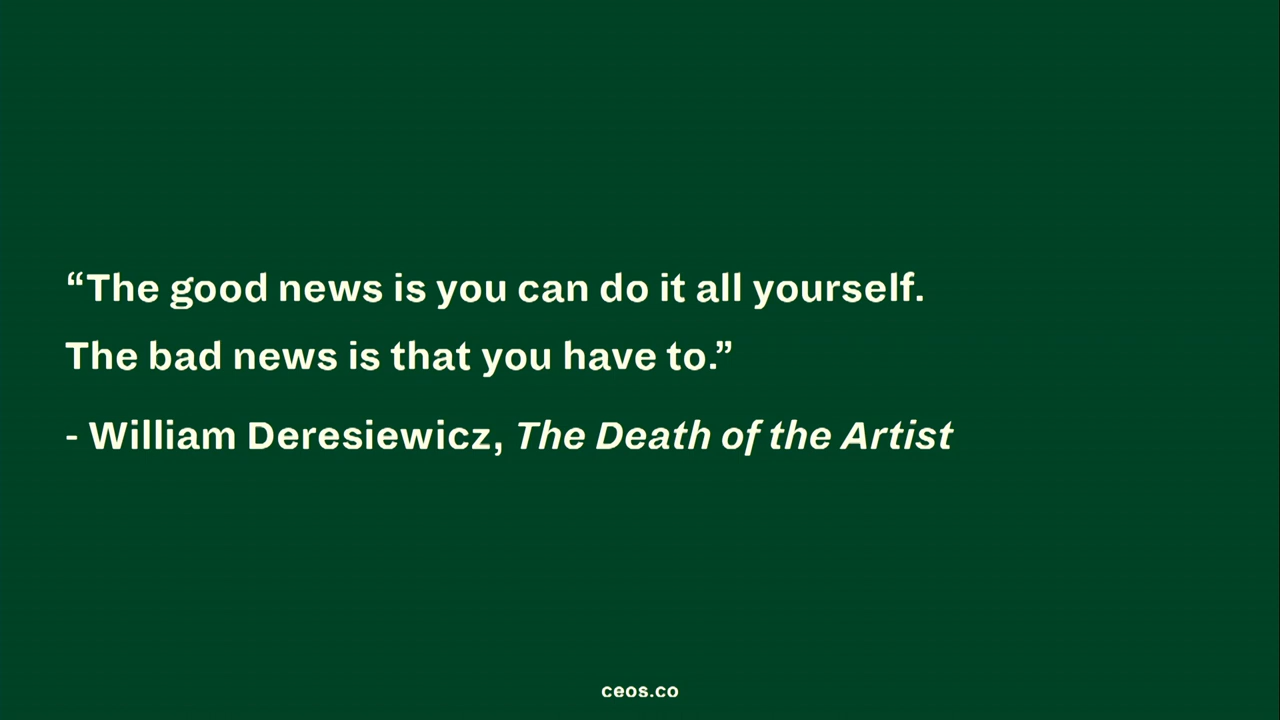 “The good news is you can do it all yourself.
The bad news is that you have to.”
- William Deresiewicz, The Death of the Artist
ceos.co